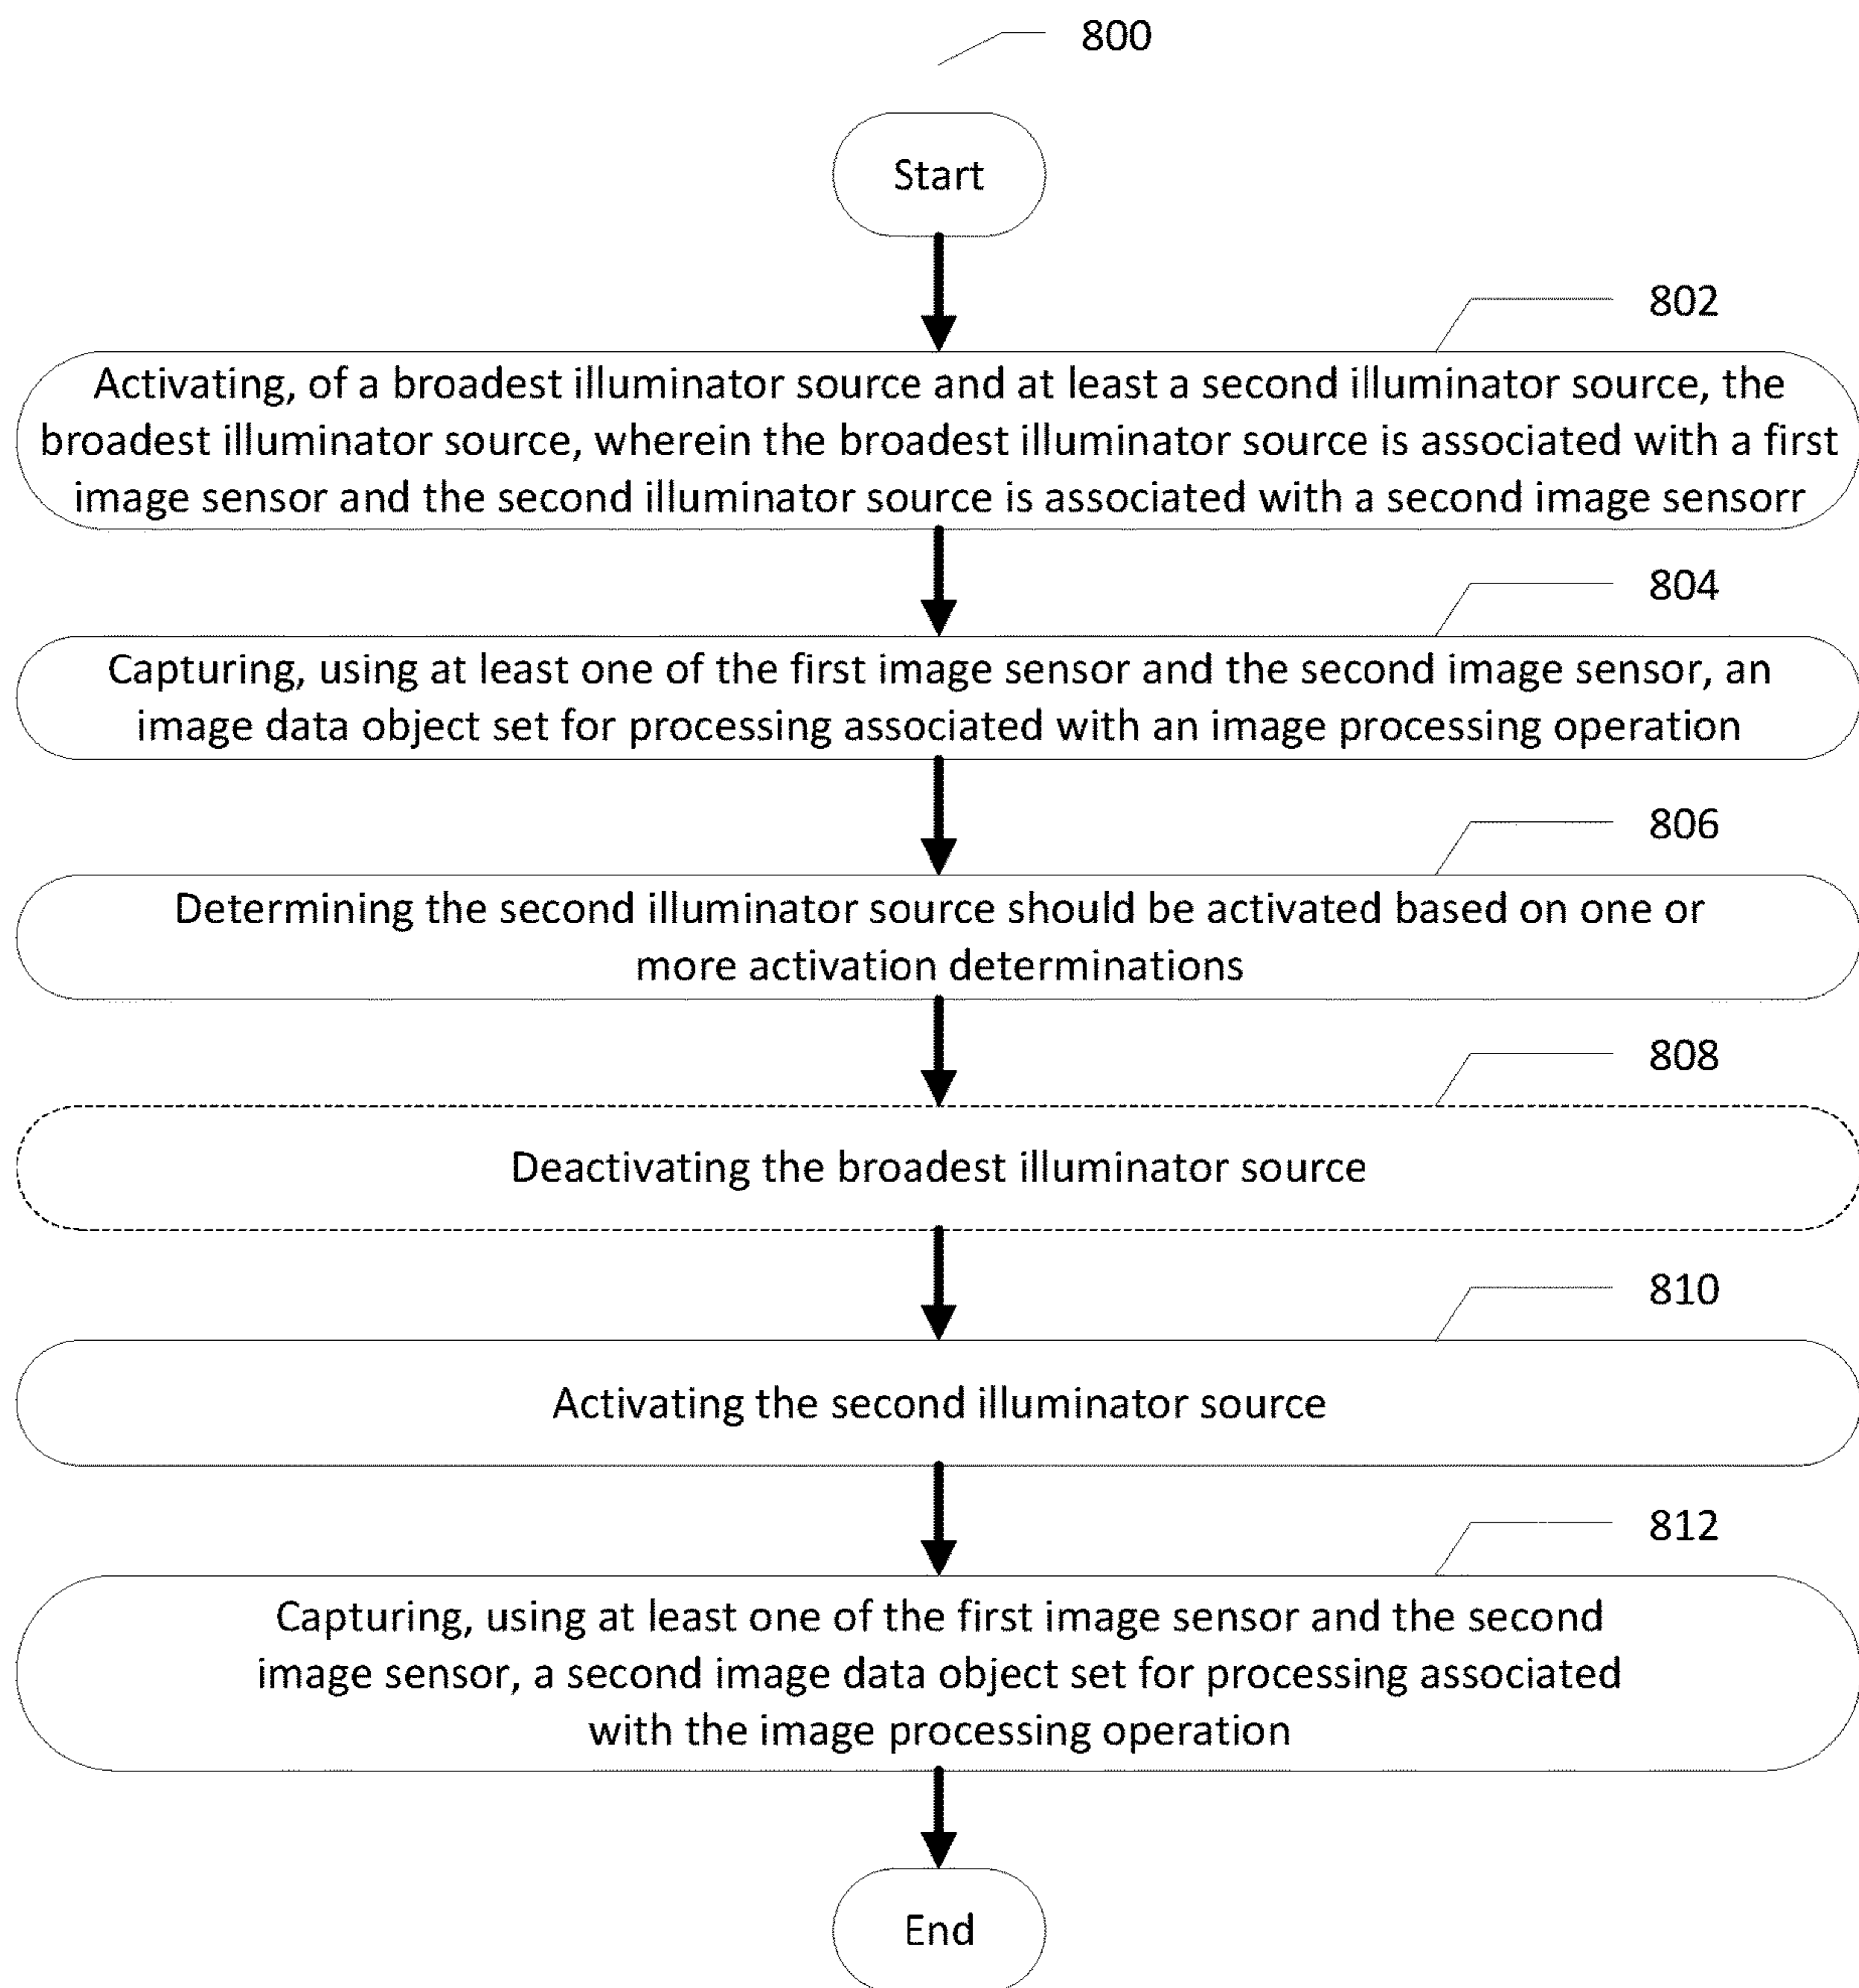 800
Start
802
Activating, of a broadest illuminator source and at least a second illuminator source, the
broadest illuminator source, wherein the broadest illuminator source is associated with a first
image sensor and the second illuminator source is associated with a second image sensorr
804
Capturing, using at least one of the first image sensor and the second image sensor, an
image data object set for processing associated with an image processing operation
806
Determining the second illuminator source should be activated based on one or
more activation determinations
808
Deactivating the broadest illuminator source
810
Activating the second illuminator source
812
Capturing, using at least one of the first image sensor and the second
image sensor, a second image data object set for processing associated
with the image processing operation
End